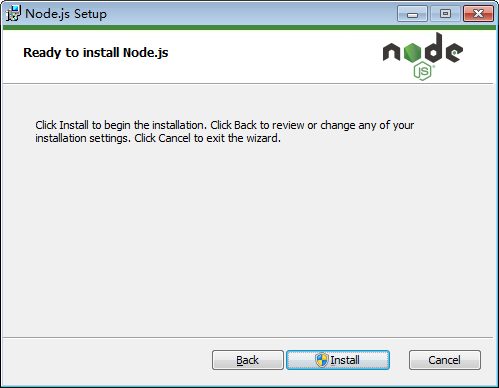 Node.js Setup
Ready to install Node.js
node
JS
Click Install to begin the installation. Click Back to review or change any of your
installation settings. Click Cancel to exit the wizard.
Back
Install
Cancel